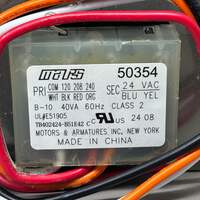 MARS
50354
PRI COM 120 208 240 SEC 24 VAC
WHT BLK RED ORG BLU YEL
B-10 40VA 60Hz CLASS 2
UL#E51905 US 24 08
MOTORS & ARMATURES INC, NEW YORK
MADE IN CHINA